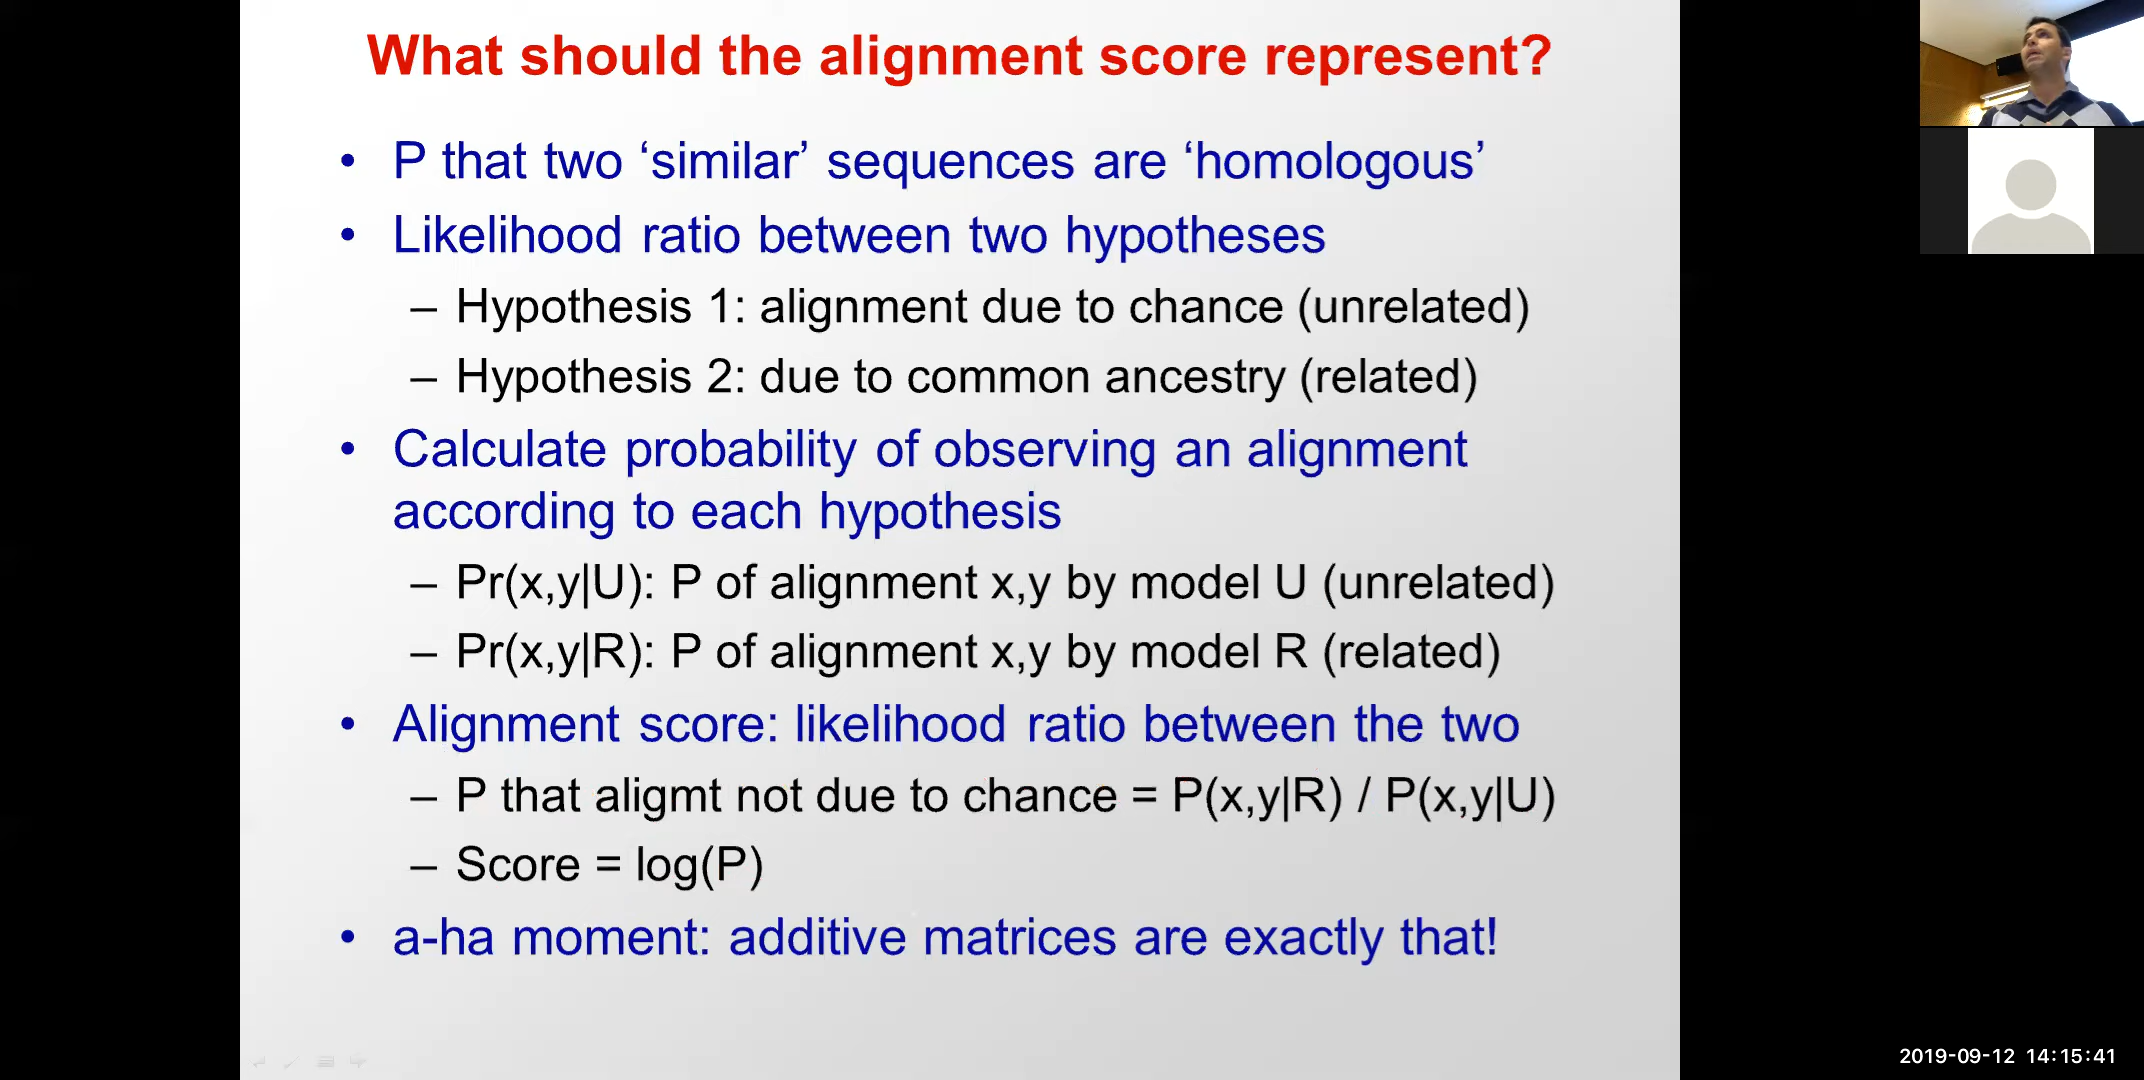 What should the alignment score represent?
• P that two ‘similar’ sequences are ‘homologous’
• Likelihood ratio between two hypotheses
– Hypothesis 1: alignment due to chance (unrelated)
– Hypothesis 2: due to common ancestry (related)
• Calculate probability of observing an alignment
according to each hypothesis
– Pr(x,y|U): P of alignment x,y by model U (unrelated)
– Pr(x,y|R): P of alignment x,y by model R (related)
• Alignment score: likelihood ratio between the two
– P that aligmt not due to chance = P(x,y|R) / P(x,y|U)
– Score = log(P)
• a-ha moment: additive matrices are exactly that!
2019-09-12 14:15:41